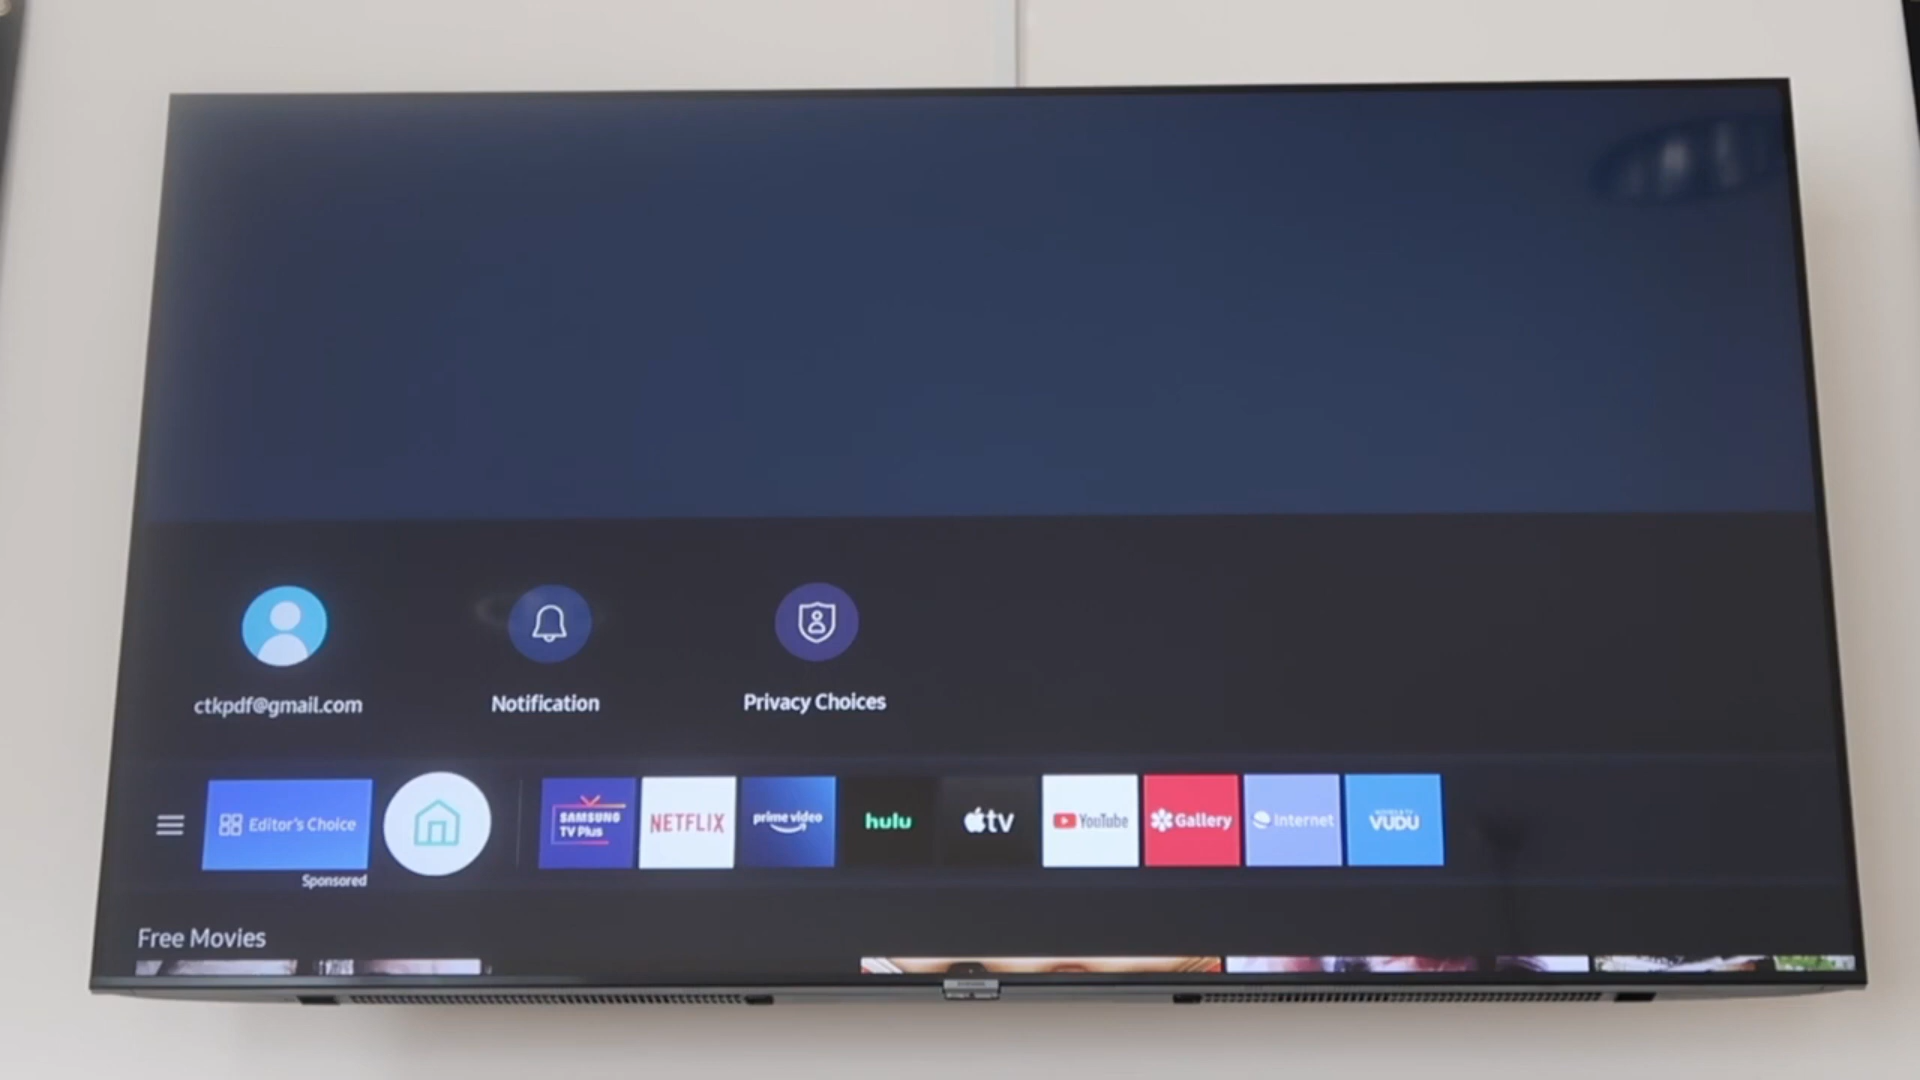 ctkpdf@gmail.com
Notification
Privacy Choices
Editor's Choice
Sponsored
SAMSUNG
TV Plus
NETFLIX
prime video
hulu
tv
YouTube
Gallery
Internet
VUDU
Free Movies